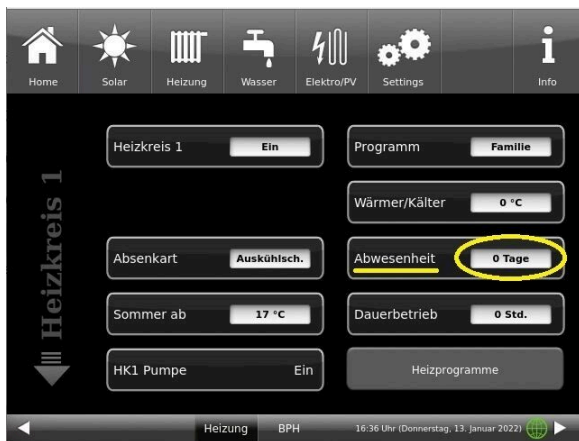 Home Solar Heizung Wasser Elektro/PV Settings Info
Heizkreis 1
Heizkreis 1 Ein
Programm Familie
Wärmer/Kälter 0 °C
Absenkart Auskühlsch.
Abwesenheit 0 Tage
Sommer ab 17 °C
Dauerbetrieb 0 Std.
HK1 Pumpe Ein
Heizprogramme
Heizung BPH 16:36 Uhr (Donnerstag, 13. Januar 2022)